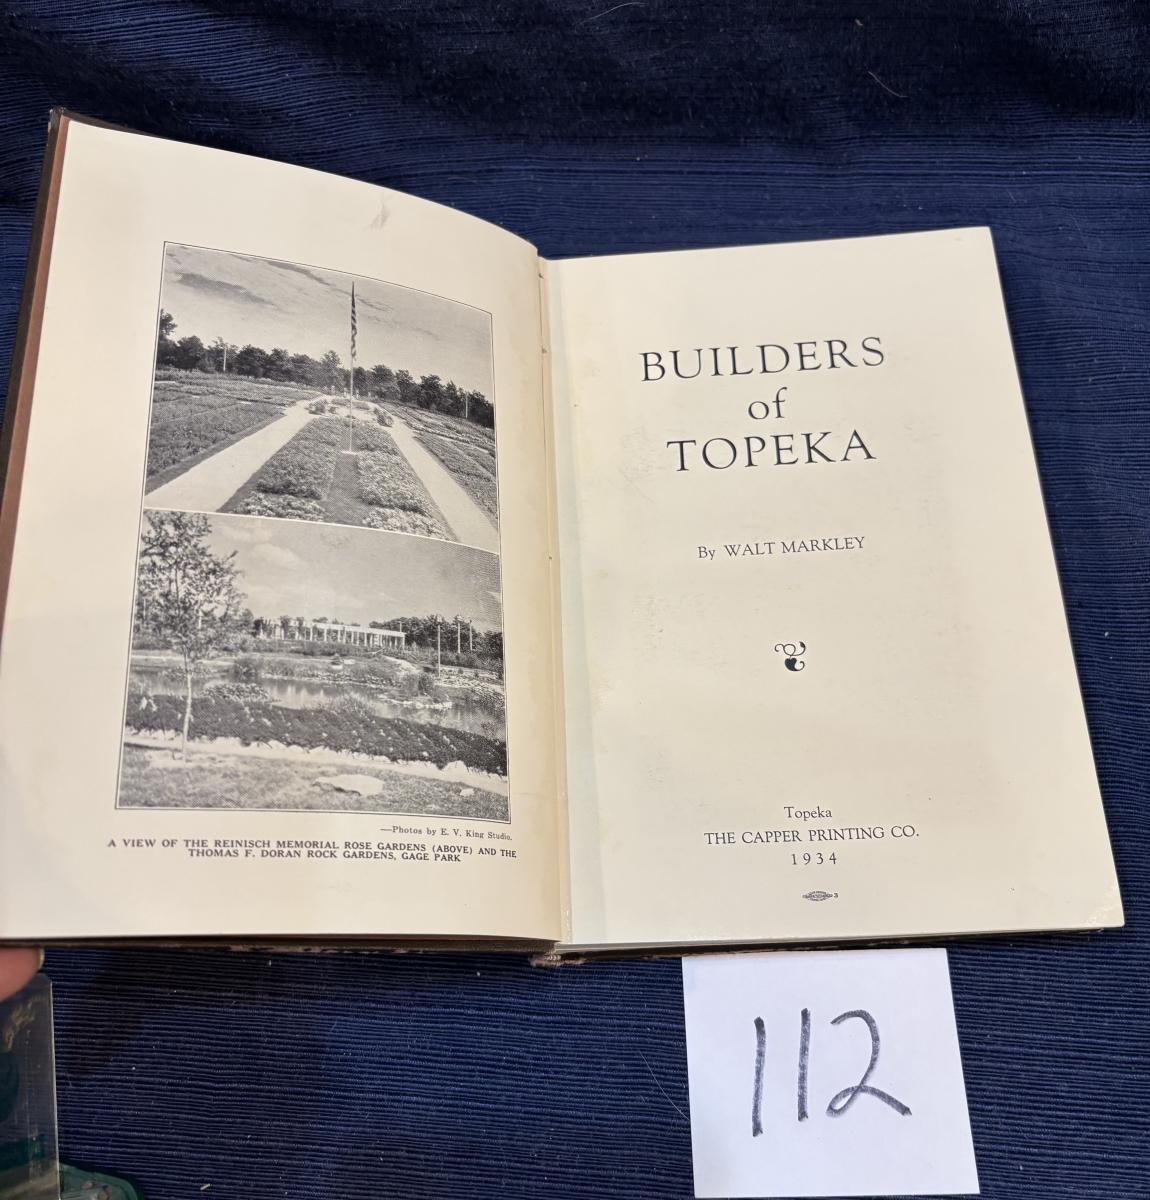 —Photos by E. V. King Studio.
A VIEW OF THE REINISCH MEMORIAL ROSE GARDENS (ABOVE) AND THE
THOMAS F. DORAN ROCK GARDENS, GAGE PARK
BUILDERS
of
TOPEKA
By WALT MARKLEY
Topeka
THE CAPPER PRINTING CO.
1934
3
112